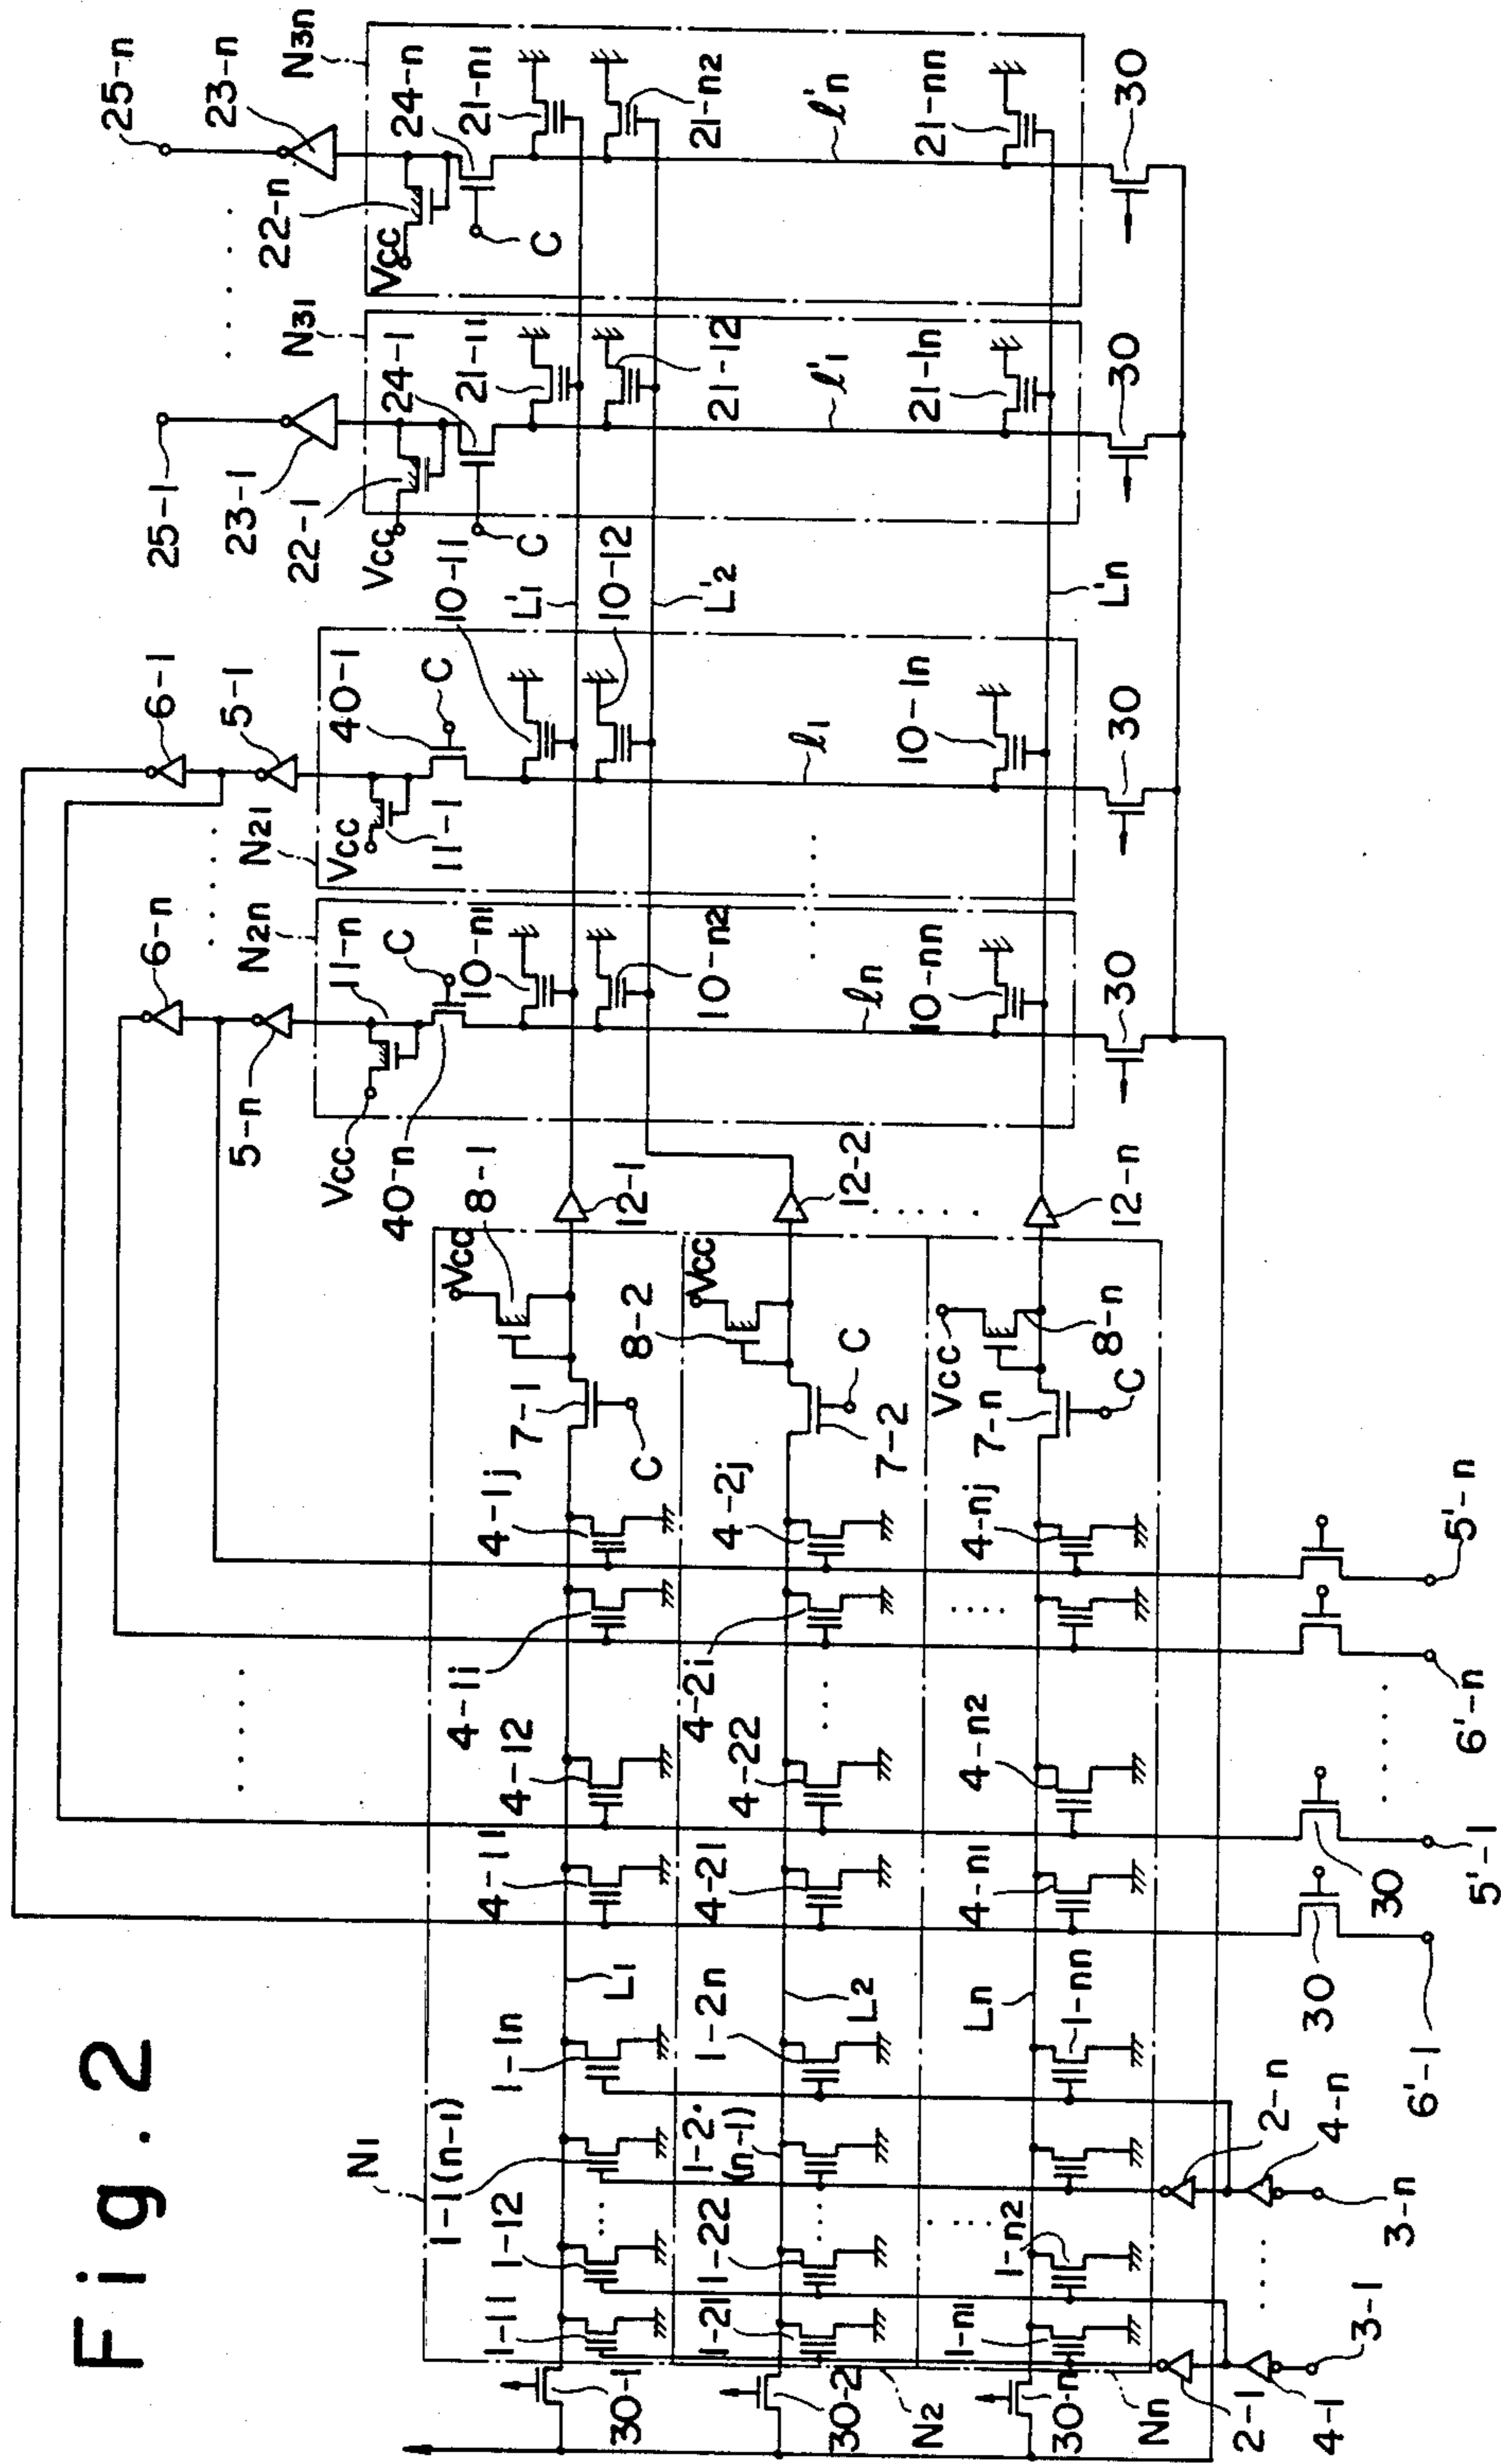 Fig. 2
25-n
23-n
N3n
22-n
24-n
21-n1
Vcc
C
21-n2
l'n
21-nn
30
25-1
23-1
N31
22-1
24-1
21-11
Vcc
C
21-12
l'1
21-1n
30
10-11
L'1
10-12
L'2
L'n
6-1
5-1
N21
40-1
C
Vcc
11-1
l1
10-1n
30
6-n
5-n
N2n
11-n
C
10-n1
Vcc
40-n
10-n2
ln
10-nn
30
8-1
Vcc
12-1
7-1
C
12-2
Vcc
8-2
C
7-2
12-n
Vcc
8-n
7-n
C
4-1j
4-2j
4-nj
5'-n
4-1i
4-2i
6'-n
4-12
4-22
4-n2
30
5'-1
4-11
4-21
4-n1
30
6'-1
L1
L2
Ln
1-1n
1-2n
1-nn
N1
1-1(n-1)
1-2·
(n-1)
2-n
4-n
3-n
1-12
1-22
1-n2
1-11
1-21
1-n1
30-1
30-2
30-n
N2
Nn
2-1
4-1
3-1